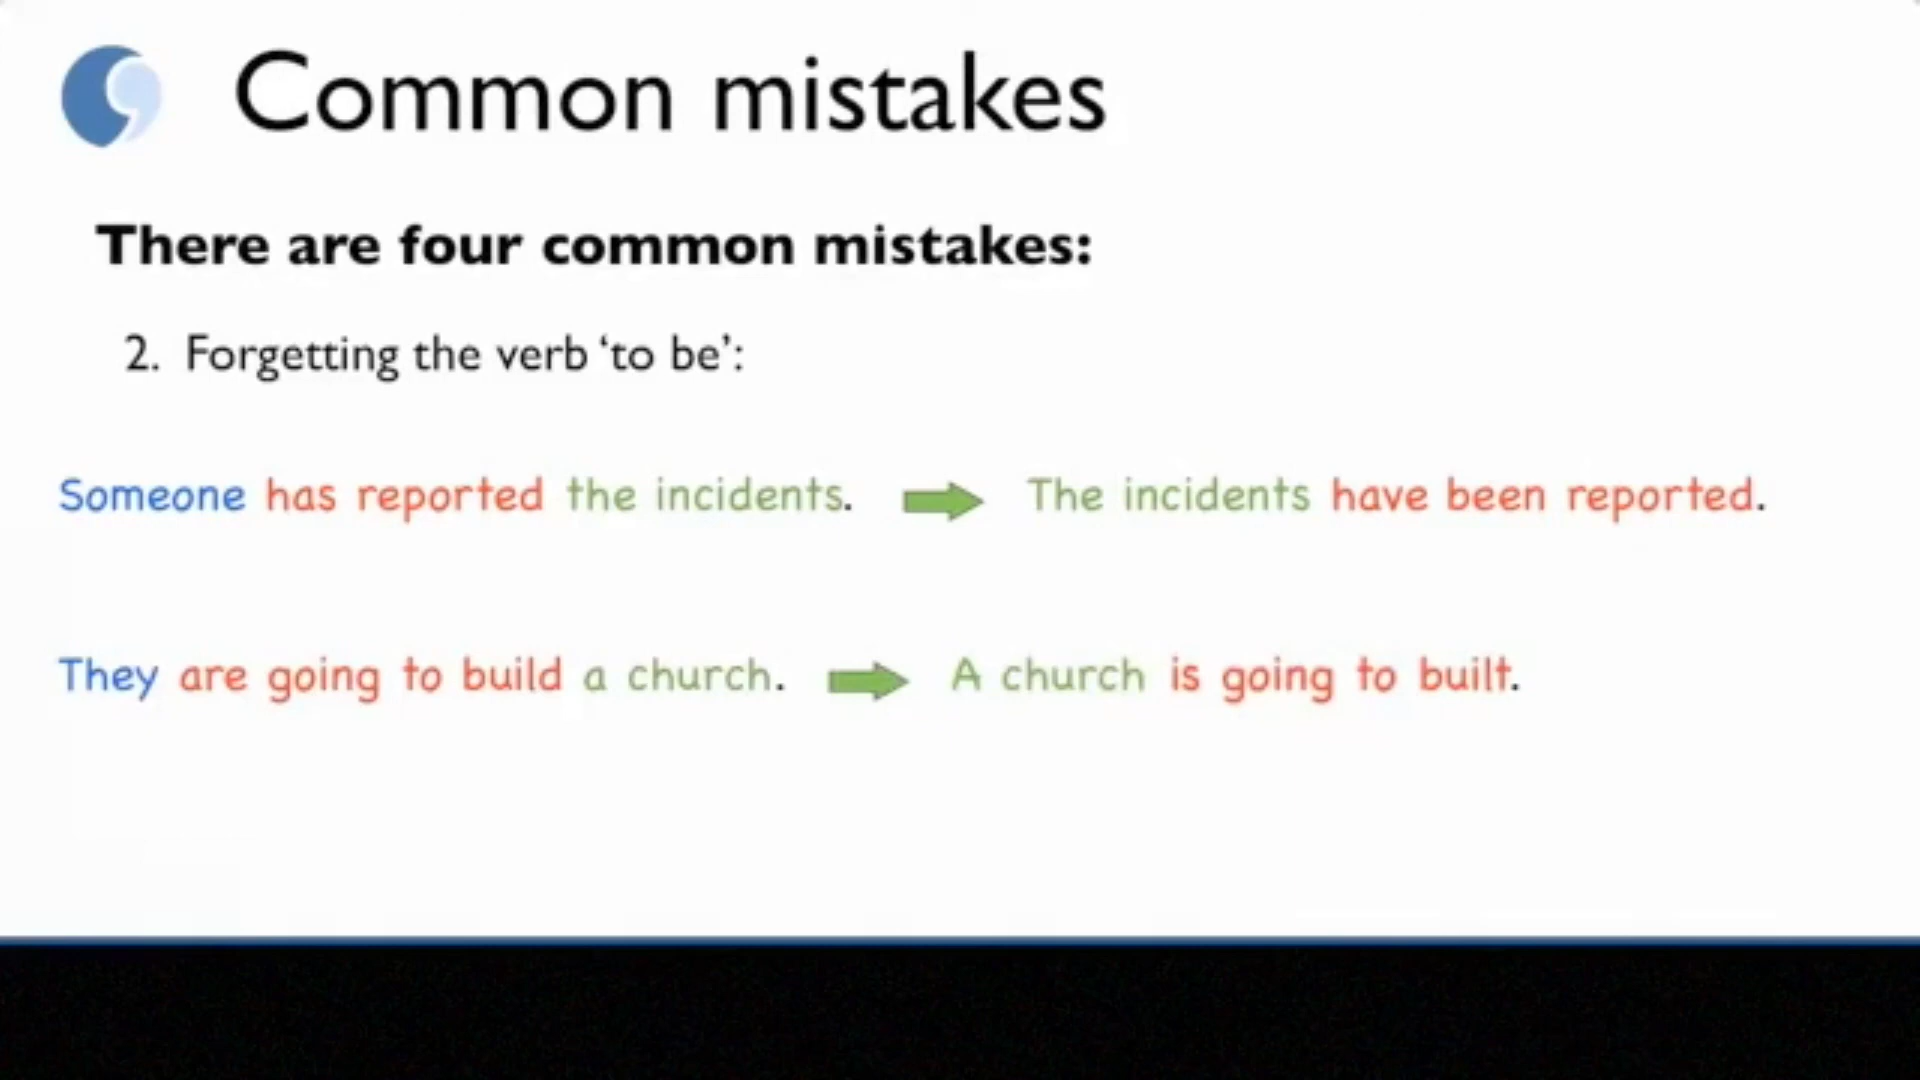 Common mistakes
There are four common mistakes:
2. Forgetting the verb ‘to be’:
Someone has reported the incidents. The incidents have been reported.
They are going to build a church. A church is going to built.